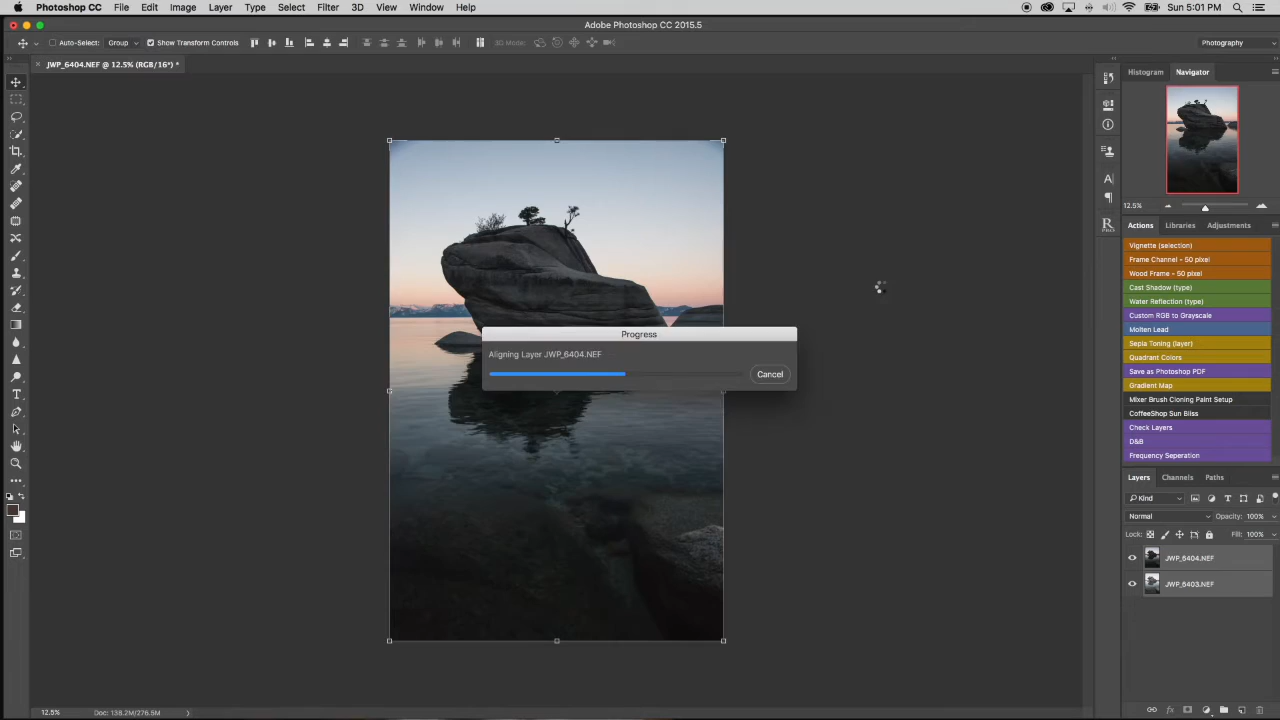 Photoshop CC File Edit Image Layer Type Select Filter 3D View Window Help Sun 5:01 PM
Adobe Photoshop CC 2015.5
Auto-Select: Group Show Transform Controls 3D Mode: Photography
JWP_6404.NEF @ 12.5% (RGB/16*) *
Histogram Navigator
12.5%
Actions Libraries Adjustments
Vignette (selection)
Frame Channel - 50 pixel
Wood Frame - 50 pixel
Cast Shadow (type)
Water Reflection (type)
Custom RGB to Grayscale
Molten Lead
Sepia Toning (layer)
Quadrant Colors
Save as Photoshop PDF
Gradient Map
Mixer Brush Cloning Paint Setup
CoffeeShop Sun Bliss
Check Layers
D&B
Frequency Seperation
Progress
Aligning Layer JWP_6404.NEF
Cancel
Layers Channels Paths
Kind
Normal Opacity: 100%
Lock: Fill: 100%
JWP_6404.NEF
JWP_6403.NEF
12.5% Doc: 138.2M/276.5M